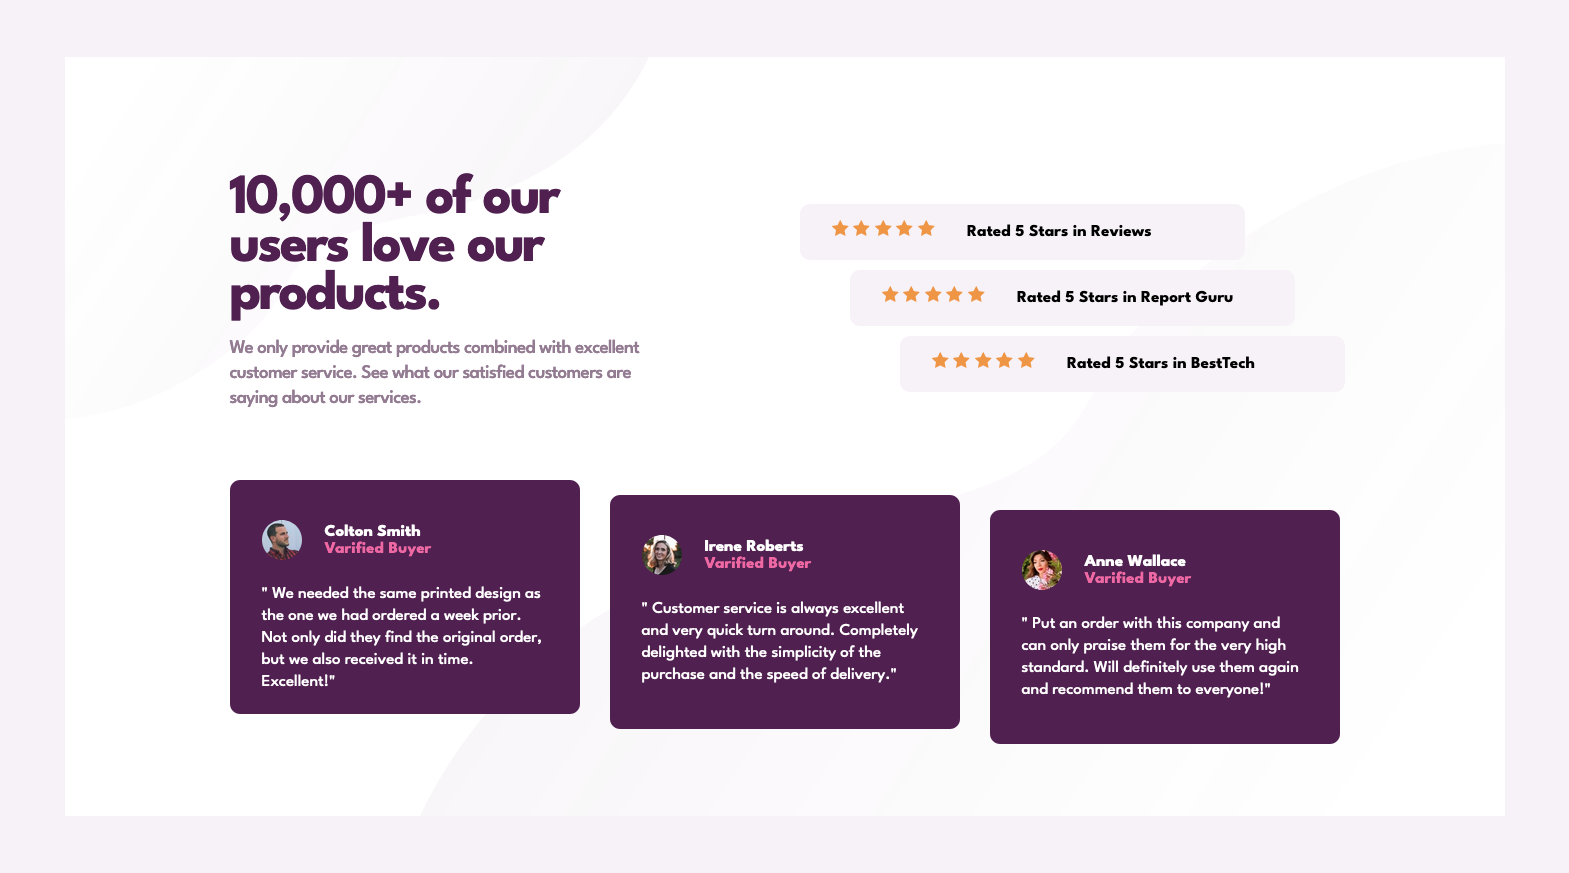 10,000+ of our
users love our
products.
We only provide great products combined with excellent
customer service. See what our satisfied customers are
saying about our services.
Rated 5 Stars in Reviews
Rated 5 Stars in Report Guru
Rated 5 Stars in BestTech
Colton Smith
Varified Buyer
" We needed the same printed design as
the one we had ordered a week prior.
Not only did they find the original order,
but we also received it in time.
Excellent!"
Irene Roberts
Varified Buyer
" Customer service is always excellent
and very quick turn around. Completely
delighted with the simplicity of the
purchase and the speed of delivery."
Anne Wallace
Varified Buyer
" Put an order with this company and
can only praise them for the very high
standard. Will definitely use them again
and recommend them to everyone!"